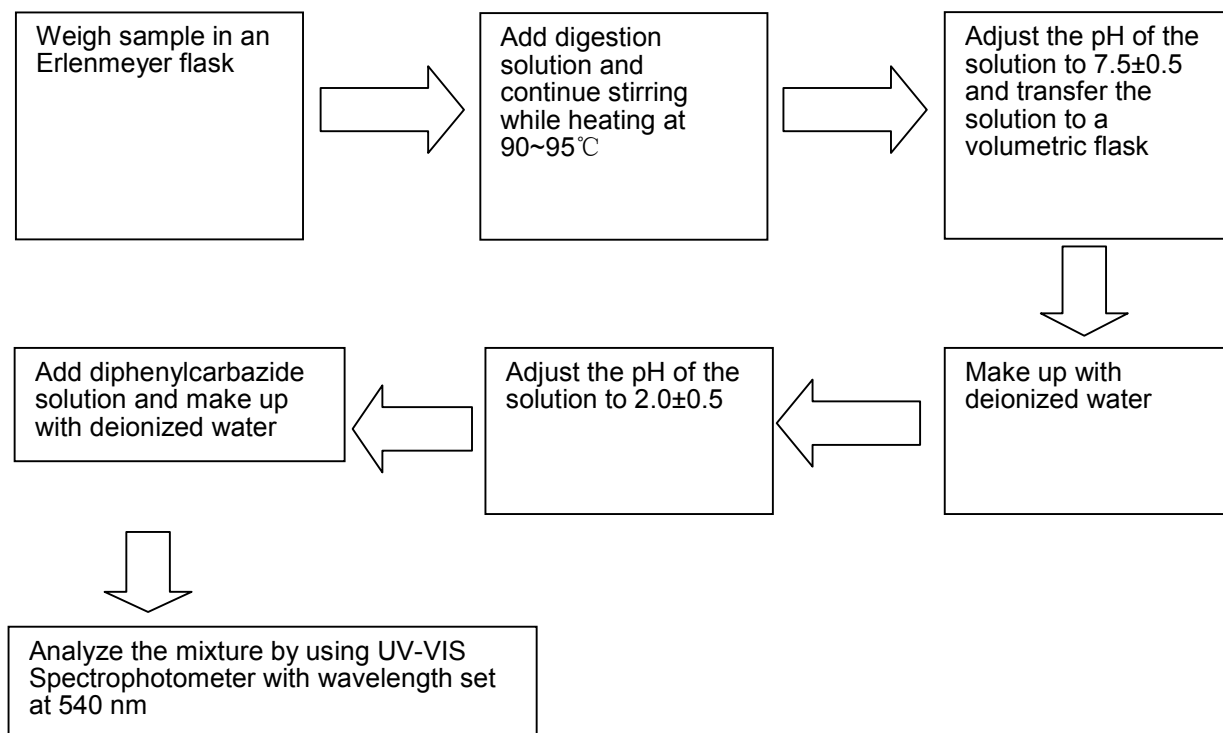 Weigh sample in an
Erlenmeyer flask
Add digestion
solution and
continue stirring
while heating at
90~95℃
Adjust the pH of the
solution to 7.5±0.5
and transfer the
solution to a
volumetric flask
Make up with
deionized water
Adjust the pH of the
solution to 2.0±0.5
Add diphenylcarbazide
solution and make up
with deionized water
Analyze the mixture by using UV-VIS
Spectrophotometer with wavelength set
at 540 nm